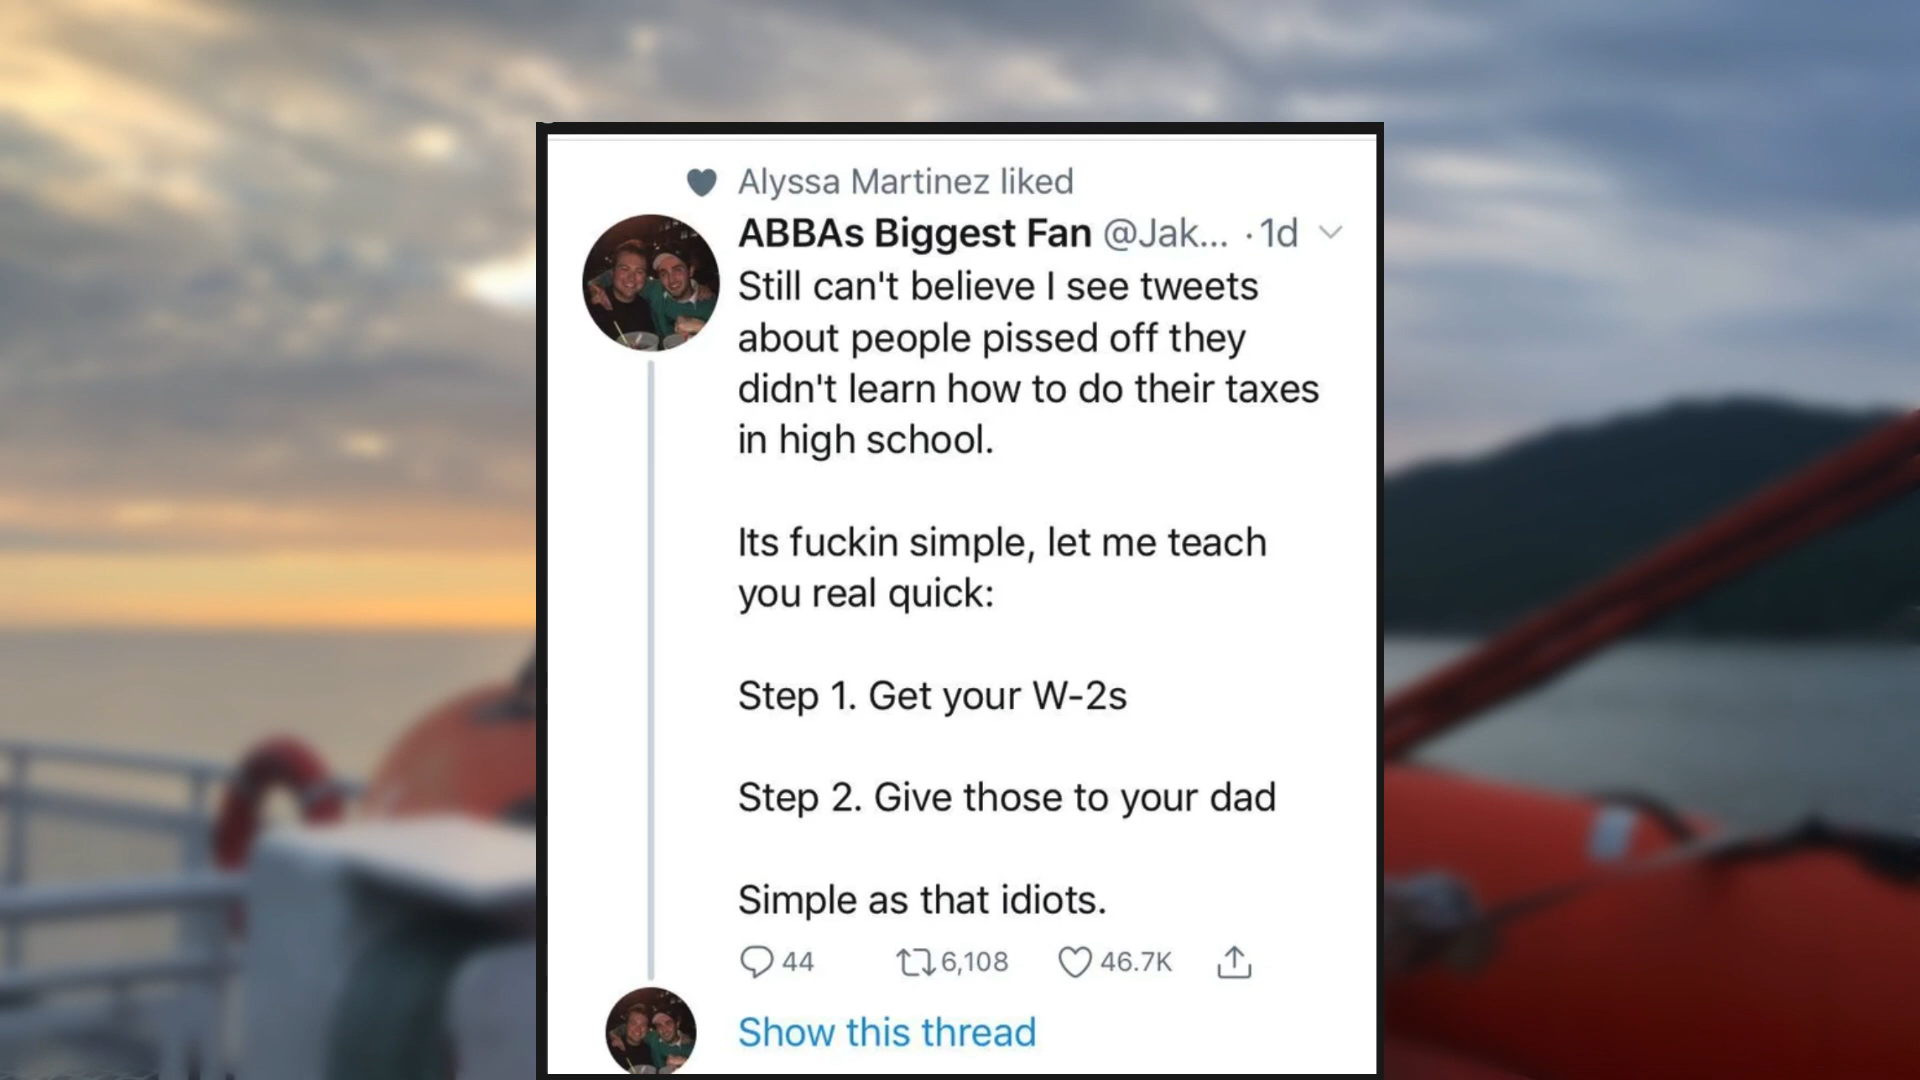 Alyssa Martinez liked
ABBAs Biggest Fan @Jak... · 1d
Still can't believe I see tweets
about people pissed off they
didn't learn how to do their taxes
in high school.
Its fuckin simple, let me teach
you real quick:
Step 1. Get your W-2s
Step 2. Give those to your dad
Simple as that idiots.
44 6,108 46.7K
Show this thread